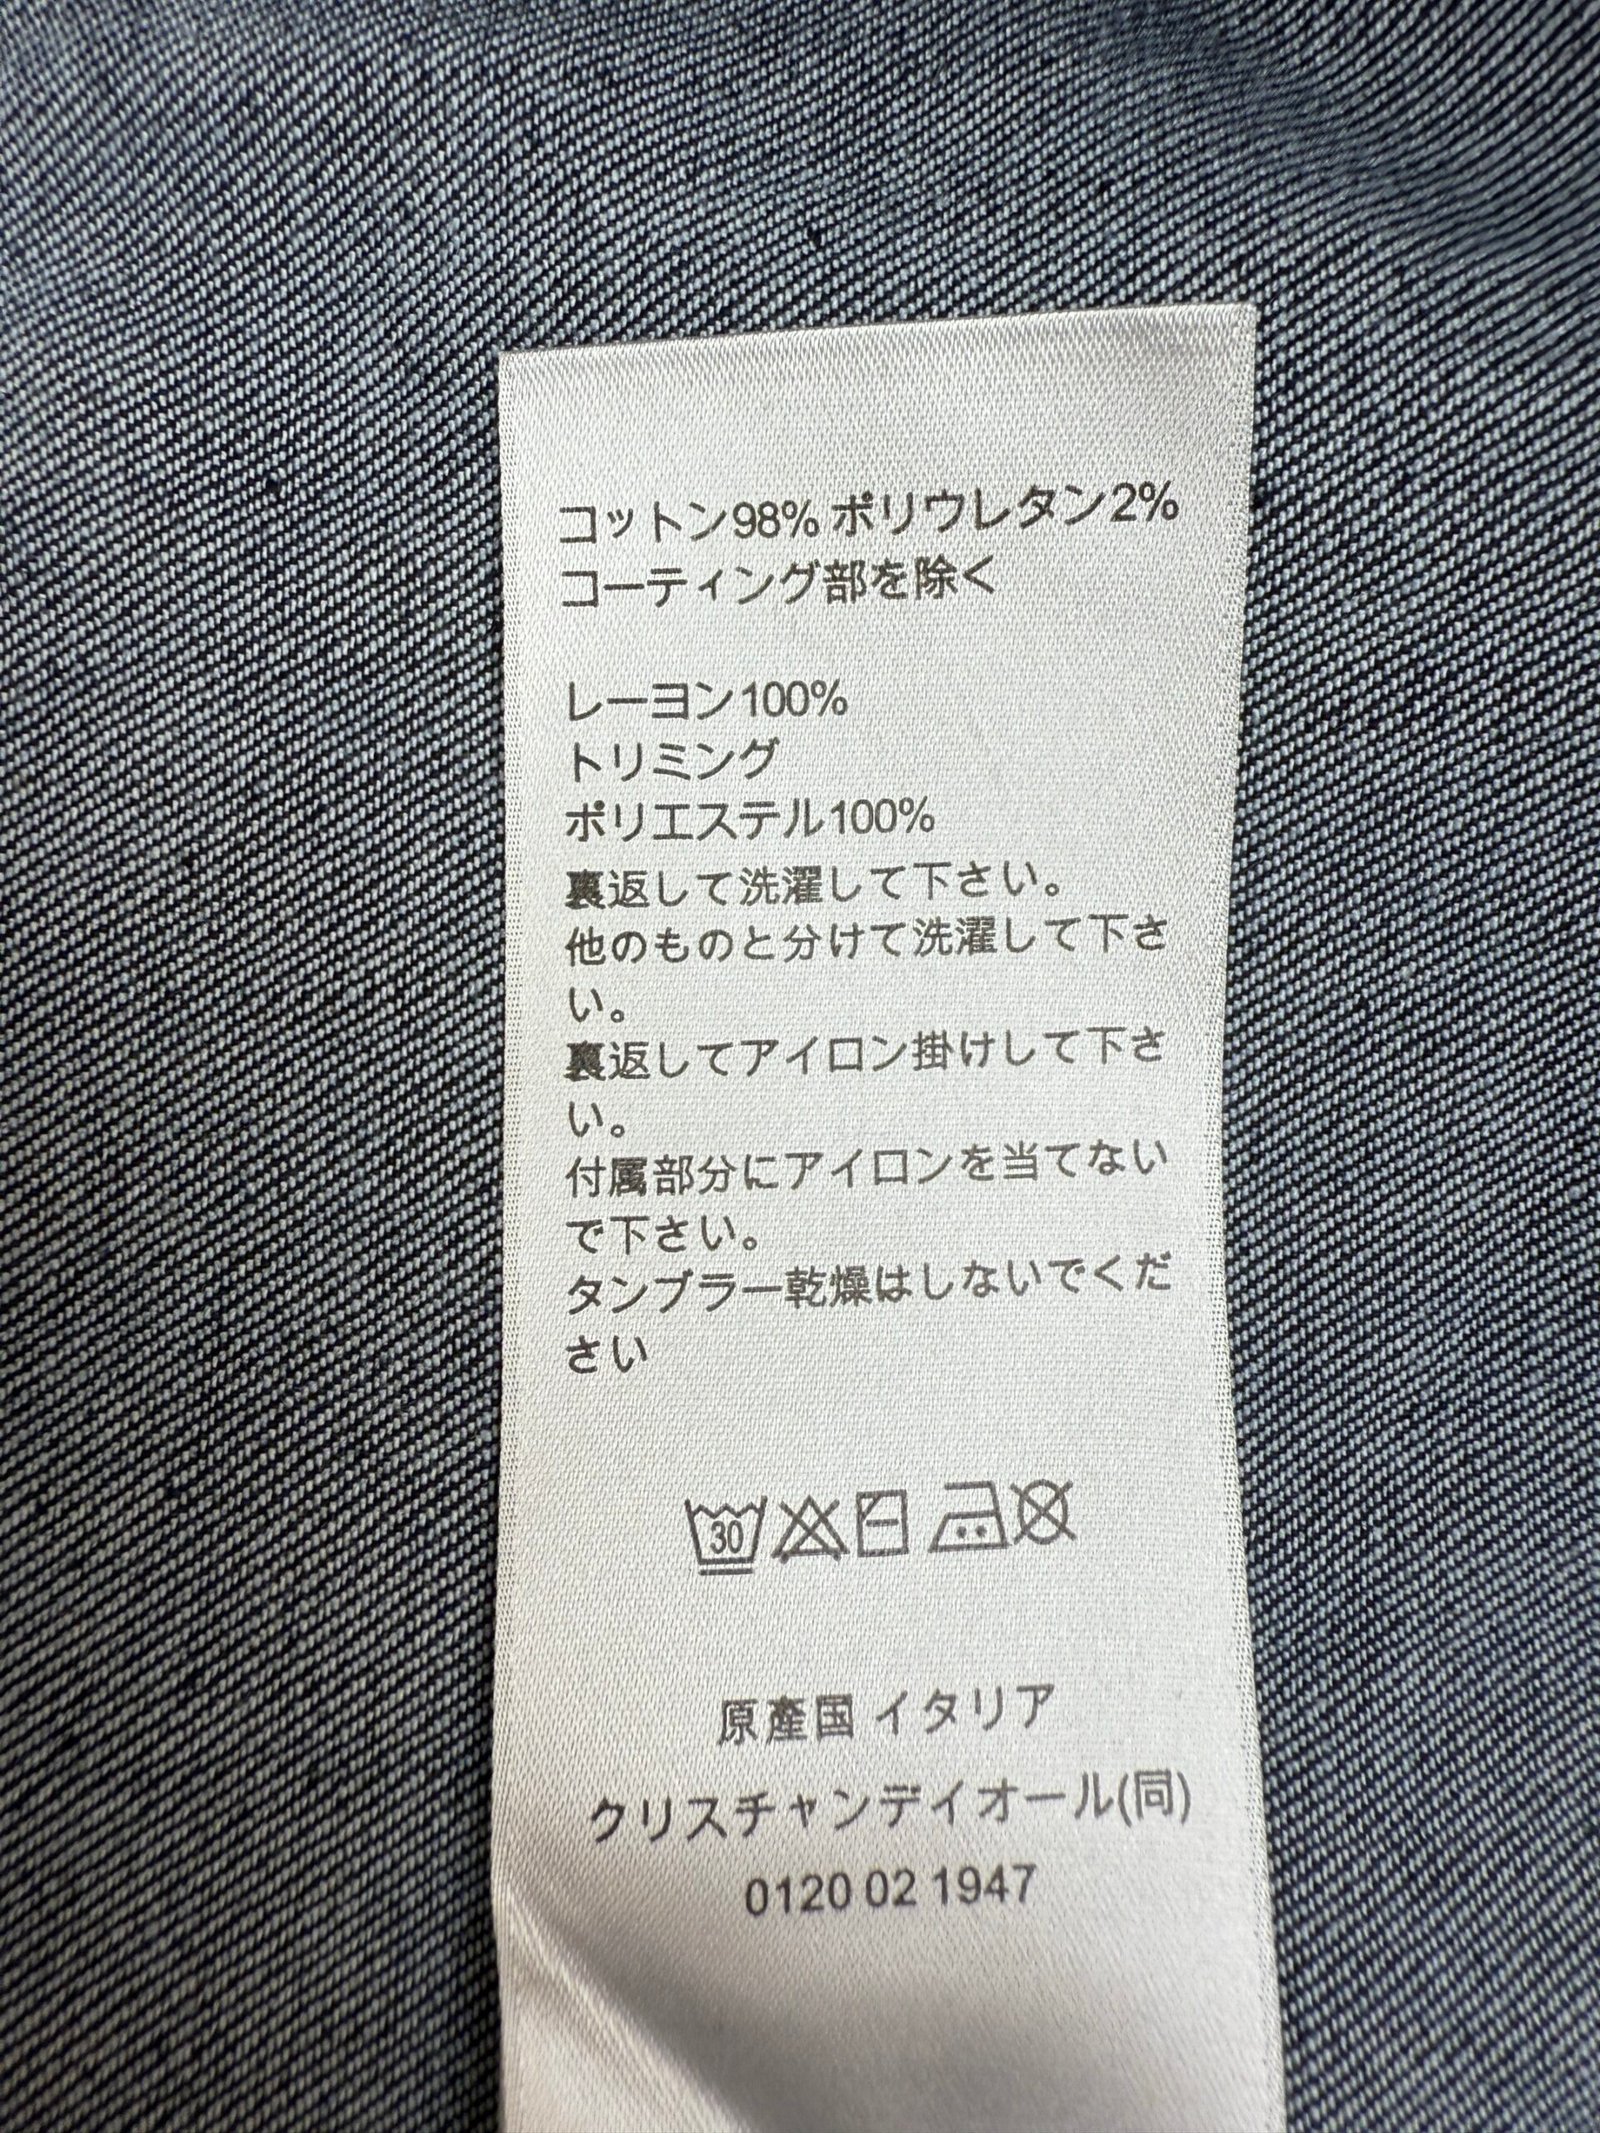 コットン98% ポリウレタン2%
コーティング部を除く
レーヨン100%
トリミング
ポリエステル100%
裏返して洗濯して下さい。
他のものと分けて洗濯して下さ
い。
裏返してアイロン掛けして下さ
い。
付属部分にアイロンを当てない
で下さい。
タンブラー乾燥はしないでくだ
さい
30
原産国 イタリア
クリスチャンディオール(同)
0120 02 1947